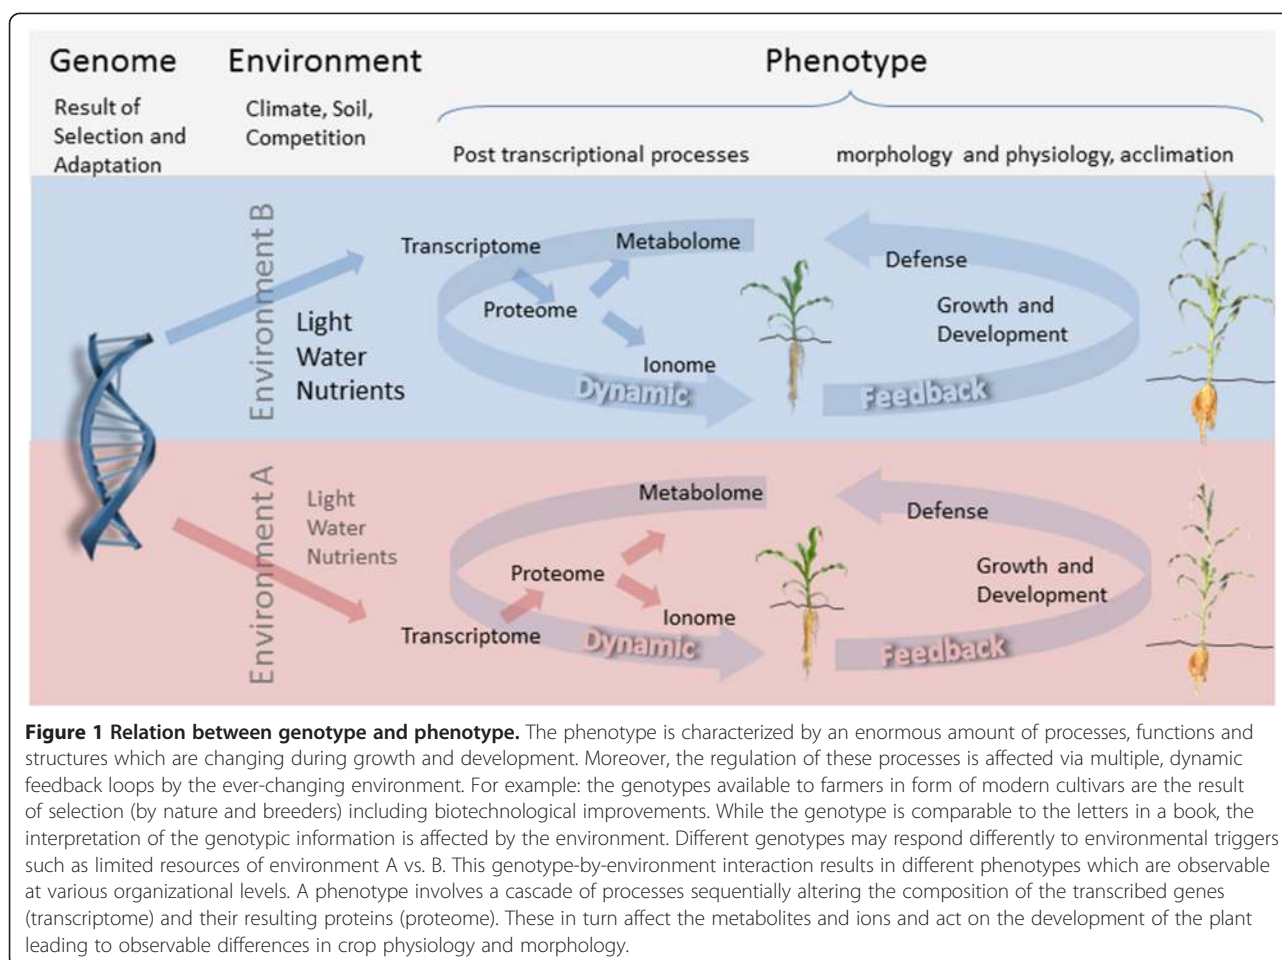 Genome
Environment
Phenotype
Result of
Selection and
Adaptation
Climate, Soil,
Competition
Post transcriptional processes
morphology and physiology, acclimation
Environment B
Light
Water
Nutrients
Transcriptome
Proteome
Metabolome
Ionome
Dynamic
Defense
Growth and
Development
Feedback
Environment A
Light
Water
Nutrients
Metabolome
Proteome
Ionome
Transcriptome
Dynamic
Defense
Growth and
Development
Feedback
Figure 1 Relation between genotype and phenotype. The phenotype is characterized by an enormous amount of processes, functions and
structures which are changing during growth and development. Moreover, the regulation of these processes is affected via multiple, dynamic
feedback loops by the ever-changing environment. For example: the genotypes available to farmers in form of modern cultivars are the result
of selection (by nature and breeders) including biotechnological improvements. While the genotype is comparable to the letters in a book, the
interpretation of the genotypic information is affected by the environment. Different genotypes may respond differently to environmental triggers
such as limited resources of environment A vs. B. This genotype-by-environment interaction results in different phenotypes which are observable
at various organizational levels. A phenotype involves a cascade of processes sequentially altering the composition of the transcribed genes
(transcriptome) and their resulting proteins (proteome). These in turn affect the metabolites and ions and act on the development of the plant
leading to observable differences in crop physiology and morphology.